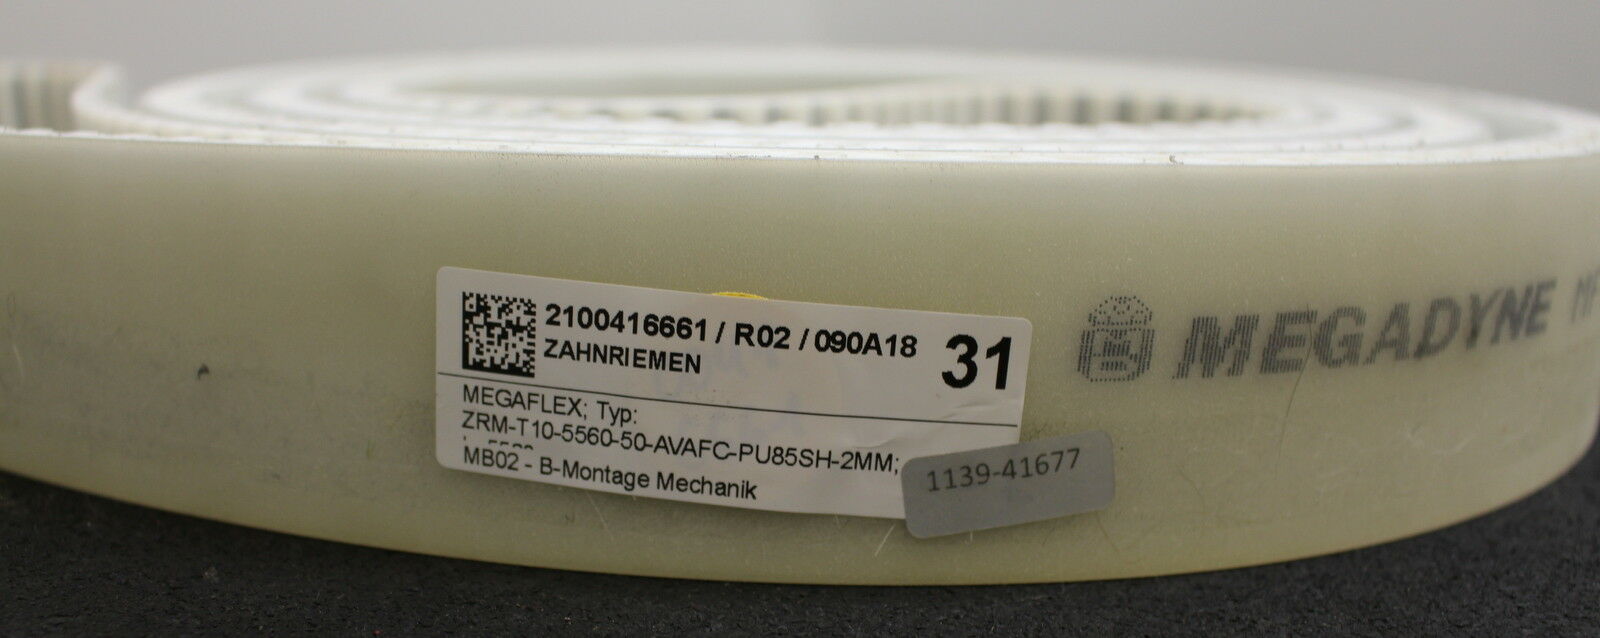 2100416661 / R02 / 090A18
ZAHNRIEMEN
31
MEGAFLEX; Typ:
ZRM-T10-5560-50-AVAFC-PU85SH-2MM;
MB02 - B-Montage Mechanik
1139-41677
MEGADYNE